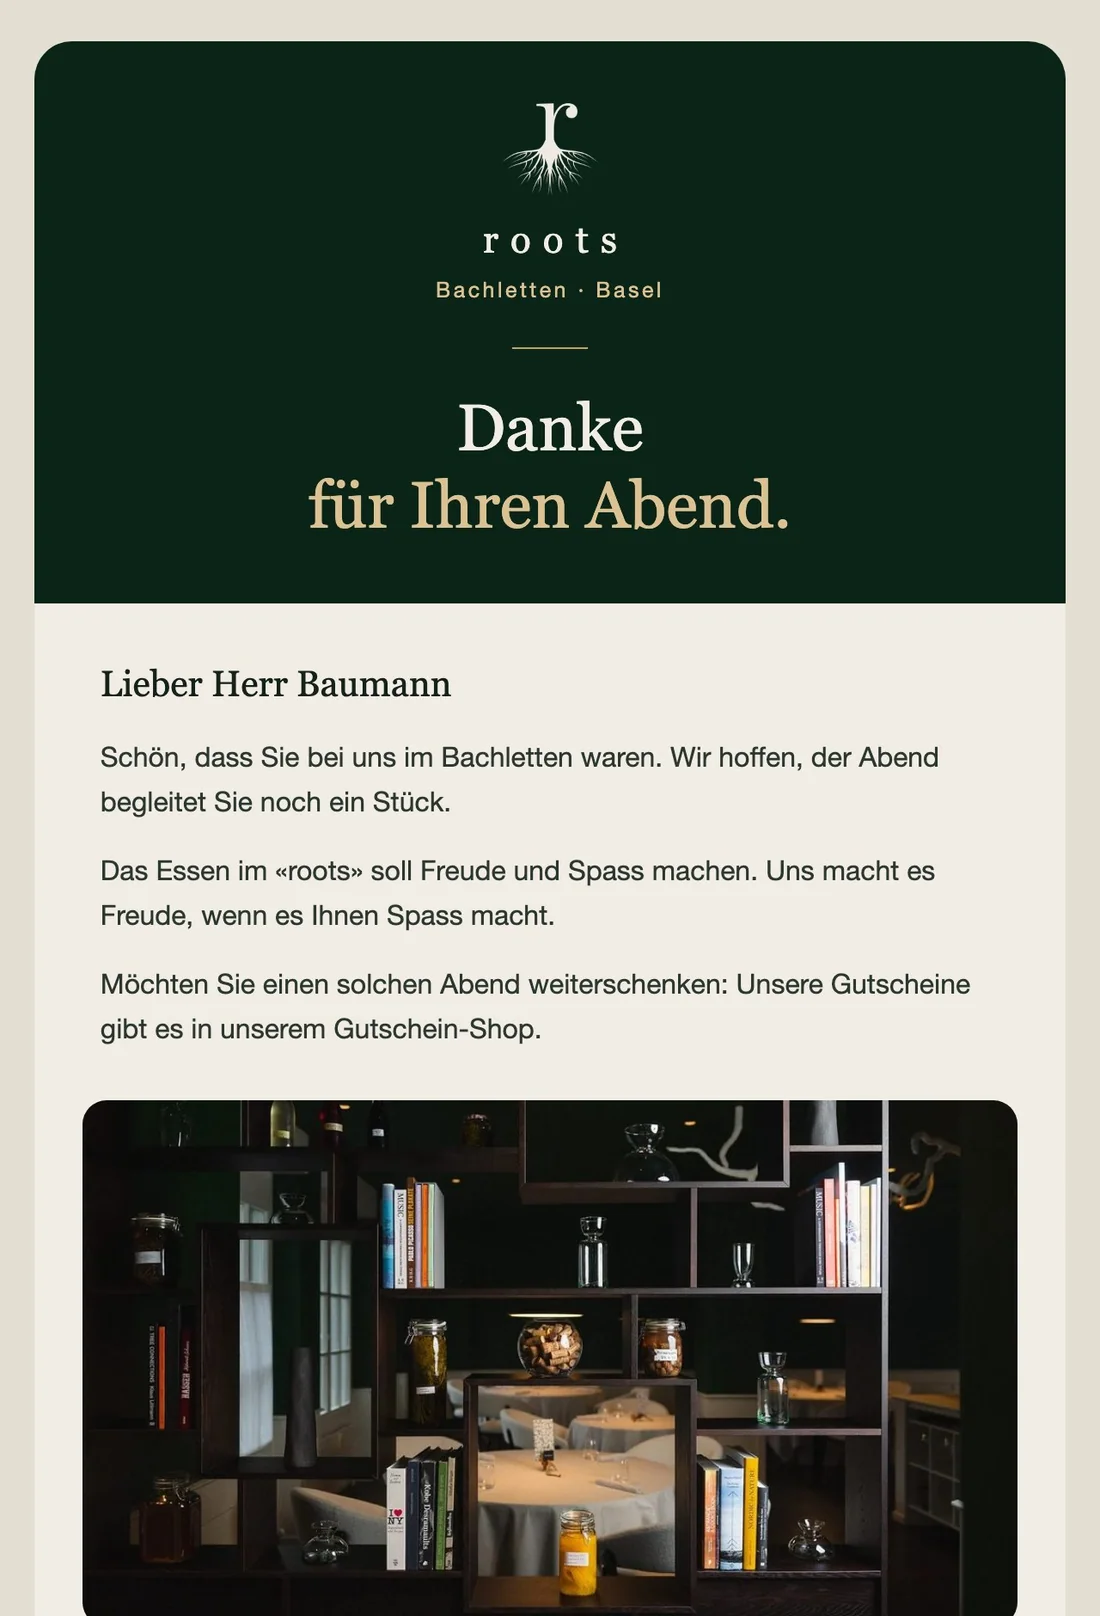 r
roots
Bachletten · Basel
Danke
für Ihren Abend.
Lieber Herr Baumann
Schön, dass Sie bei uns im Bachletten waren. Wir hoffen, der Abend
begleitet Sie noch ein Stück.
Das Essen im «roots» soll Freude und Spass machen. Uns macht es
Freude, wenn es Ihnen Spass macht.
Möchten Sie einen solchen Abend weiterschenken: Unsere Gutscheine
gibt es in unserem Gutschein-Shop.
MUSIC
MUSIC
I ♥
NY